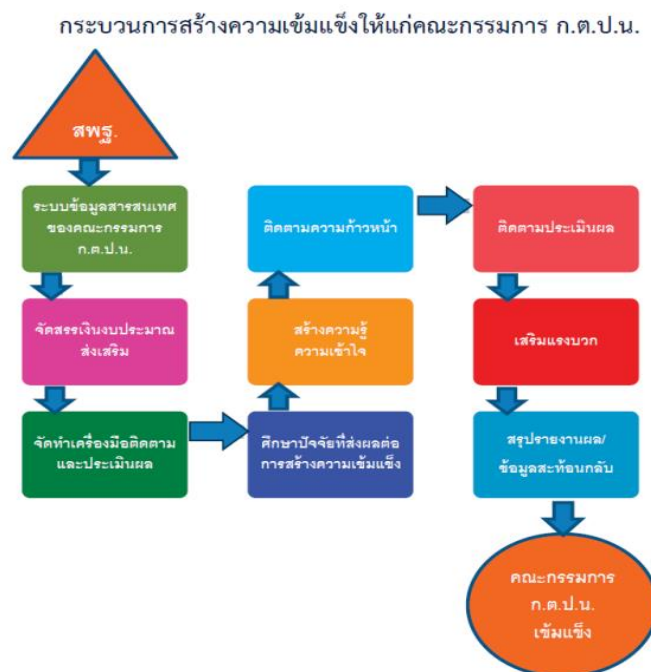 กระบวนการสร้างความเข้มแข็งให้แก่คณะกรรมการ ก.ต.ป.น.
สพฐ.
ระบบข้อมูลสารสนเทศ
ของคณะกรรมการ
ก.ต.ป.น.
จัดสรรเงินงบประมาณ
ส่งเสริม
จัดทำเครื่องมือติดตาม
และประเมินผล
ศึกษาปัจจัยที่ส่งผลต่อ
การสร้างความเข้มแข็ง
สร้างความรู้
ความเข้าใจ
ติดตามความก้าวหน้า
ติดตามประเมินผล
เสริมแรงบวก
สรุปรายงานผล/
ข้อมูลสะท้อนกลับ
คณะกรรมการ
ก.ต.ป.น.
เข้มแข็ง